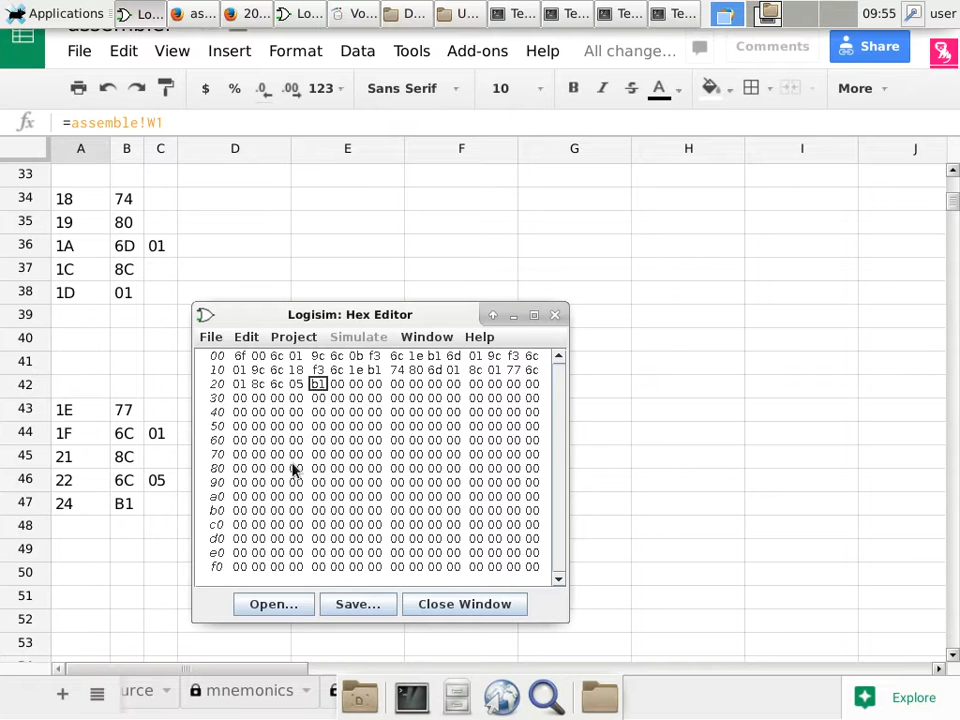 Applications Lo... as... 20... Lo... Vo... D... U... Te... Te... Te... Te... 09:55 user
File Edit View Insert Format Data Tools Add-ons Help All change... Comments Share
$ % .0 .00 123 Sans Serif 10 B I S A More
fx =assemble!W1
A B C D E F G H I J
33
34 18 74
35 19 80
36 1A 6D 01
37 1C 8C
38 1D 01
39
40
41
42
43 1E 77
44 1F 6C 01
45 21 8C
46 22 6C 05
47 24 B1
48
49
50
51
52
53
Logisim: Hex Editor
File Edit Project Simulate Window Help
00 6f 00 6c 01 9c 6c 0b f3 6c 1e b1 6d 01 9c f3 6c
10 01 9c 6c 18 f3 6c 1e b1 74 80 6d 01 8c 01 77 6c
20 01 8c 6c 05 b1 00 00 00 00 00 00 00 00 00 00 00
30 00 00 00 00 00 00 00 00 00 00 00 00 00 00 00 00
40 00 00 00 00 00 00 00 00 00 00 00 00 00 00 00 00
50 00 00 00 00 00 00 00 00 00 00 00 00 00 00 00 00
60 00 00 00 00 00 00 00 00 00 00 00 00 00 00 00 00
70 00 00 00 00 00 00 00 00 00 00 00 00 00 00 00 00
80 00 00 00 00 00 00 00 00 00 00 00 00 00 00 00 00
90 00 00 00 00 00 00 00 00 00 00 00 00 00 00 00 00
a0 00 00 00 00 00 00 00 00 00 00 00 00 00 00 00 00
b0 00 00 00 00 00 00 00 00 00 00 00 00 00 00 00 00
c0 00 00 00 00 00 00 00 00 00 00 00 00 00 00 00 00
d0 00 00 00 00 00 00 00 00 00 00 00 00 00 00 00 00
e0 00 00 00 00 00 00 00 00 00 00 00 00 00 00 00 00
f0 00 00 00 00 00 00 00 00 00 00 00 00 00 00 00 00
Open... Save... Close Window
urce mnemonics Explore